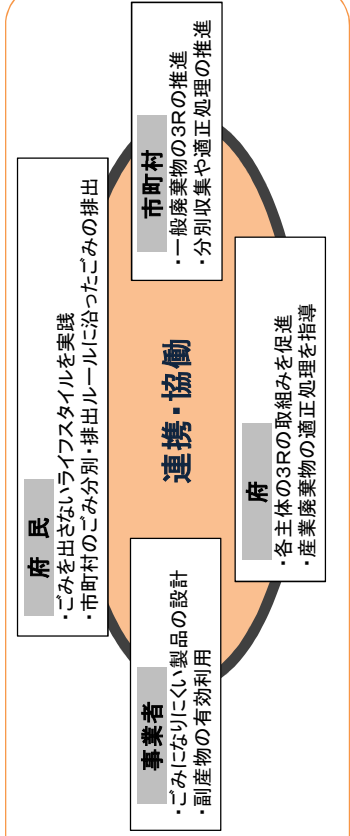 府 民
・ごみを出さないライフスタイルを実践
・市町村のごみ分別・排出ルールに沿ったごみの排出
事業者
・ごみになりにくい製品の設計
・副産物の有効利用
連携・協働
市町村
・一般廃棄物の3Rの推進
・分別収集や適正処理の推進
府
・各主体の3Rの取組みを促進
・産業廃棄物の適正処理を指導